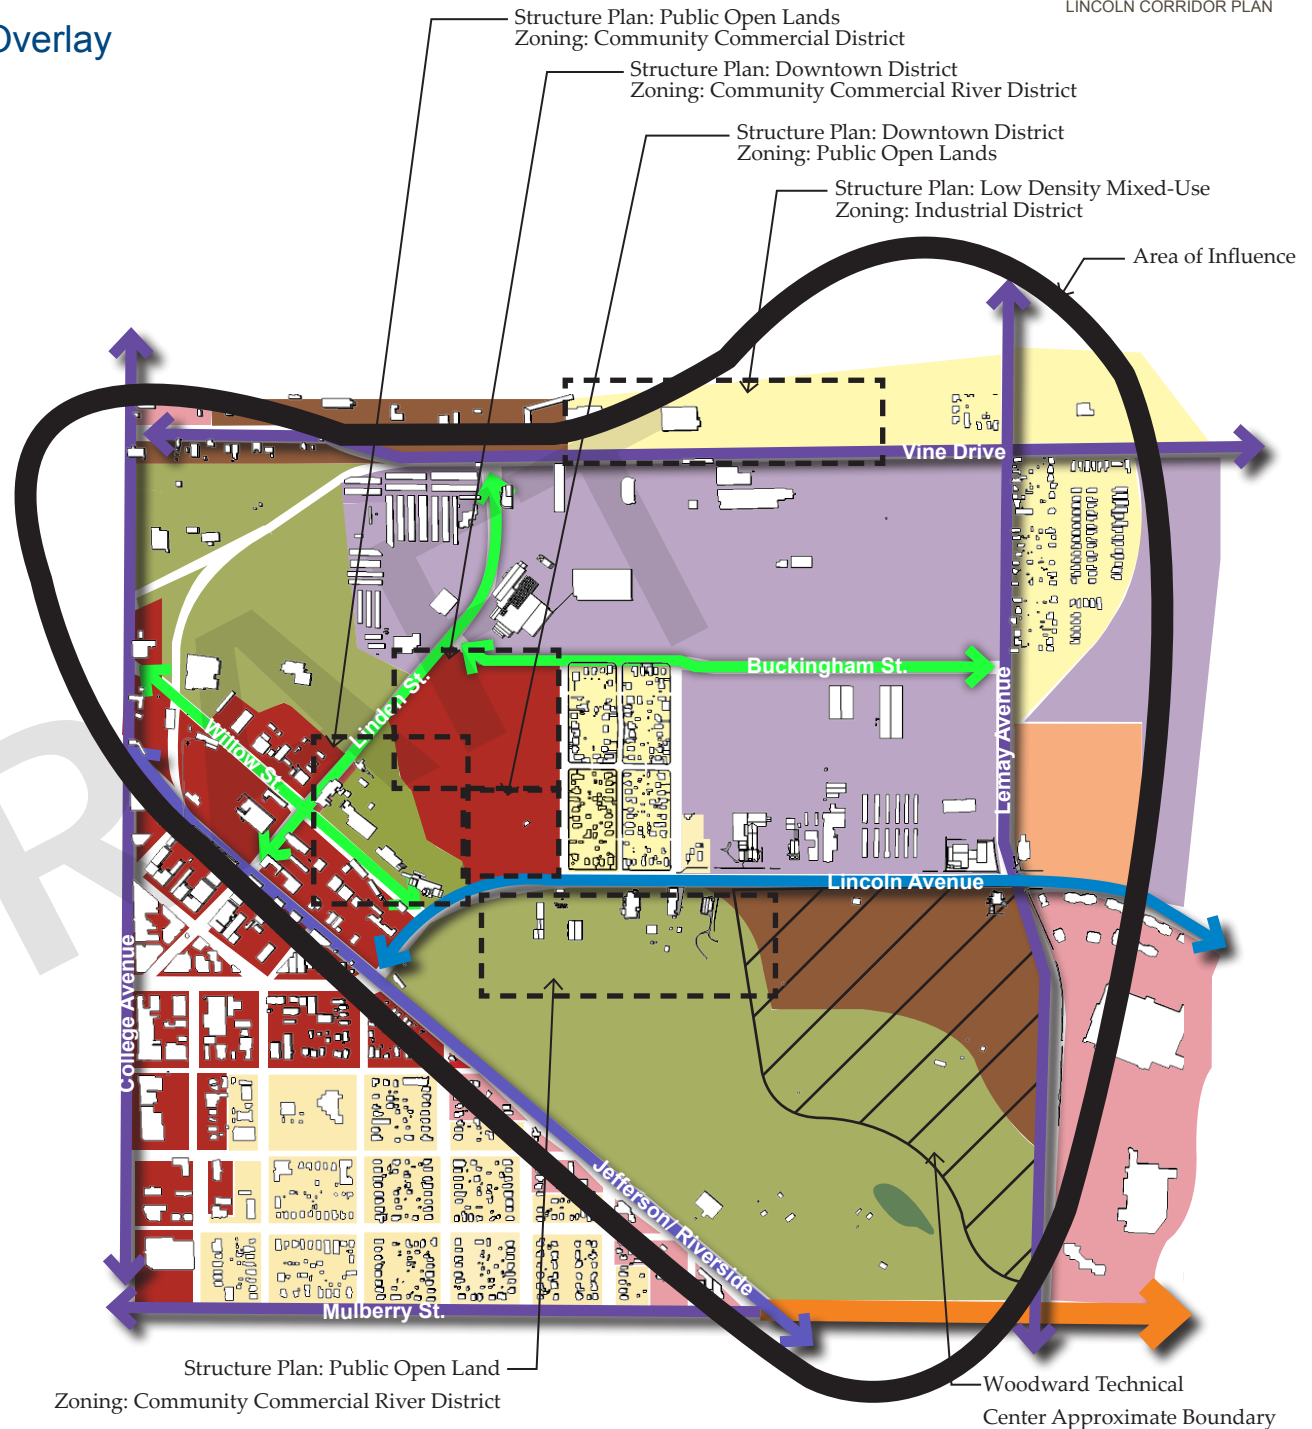 LINCOLN CORRIDOR PLAN
Overlay
Structure Plan: Public Open Lands
Zoning: Community Commercial District
Structure Plan: Downtown District
Zoning: Community Commercial River District
Structure Plan: Downtown District
Zoning: Public Open Lands
Structure Plan: Low Density Mixed-Use
Zoning: Industrial District
Area of Influence
Vine Drive
Buckingham St.
Linden St.
Willow St.
Lemay Avenue
Lincoln Avenue
College Avenue
Jefferson/ Riverside
Mulberry St.
Structure Plan: Public Open Land
Zoning: Community Commercial River District
Woodward Technical
Center Approximate Boundary